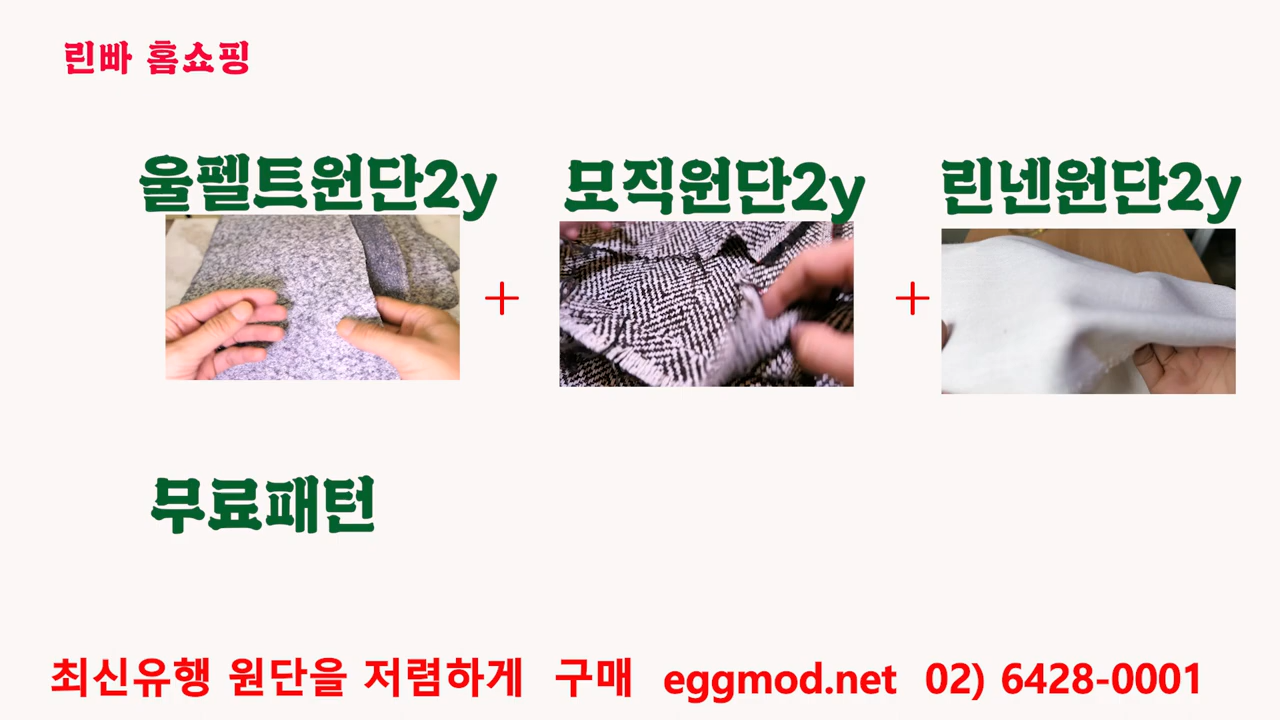 린빠 홈쇼핑
울펠트원단2y
모직원단2y
린넨원단2y
+
+
무료패턴
최신유행 원단을 저렴하게 구매 eggmod.net 02) 6428-0001